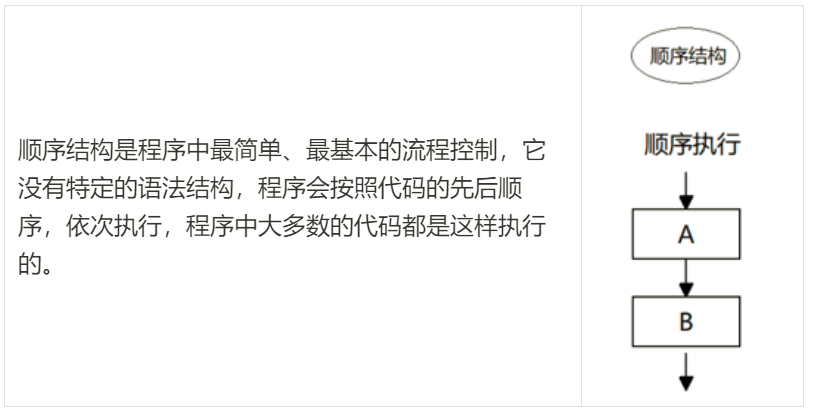 顺序结构是程序中最简单、最基本的流程控制，它
没有特定的语法结构，程序会按照代码的先后顺
序，依次执行，程序中大多数的代码都是这样执行
的。
顺序结构
顺序执行
A
B